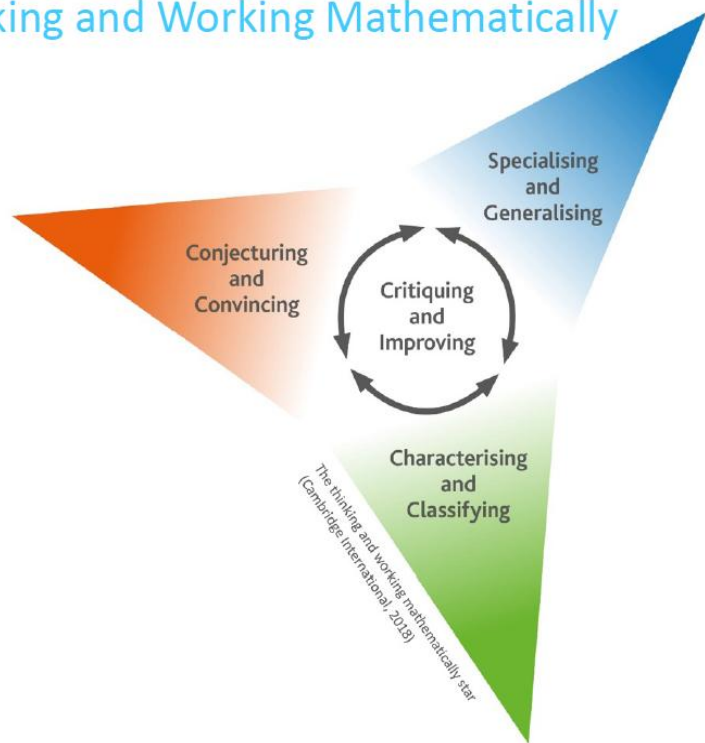 king and Working Mathematically
Specialising
and
Generalising
Conjecturing
and
Convincing
Critiquing
and
Improving
Characterising
and
Classifying
The thinking and working mathematically star
(Cambridge International, 2018)